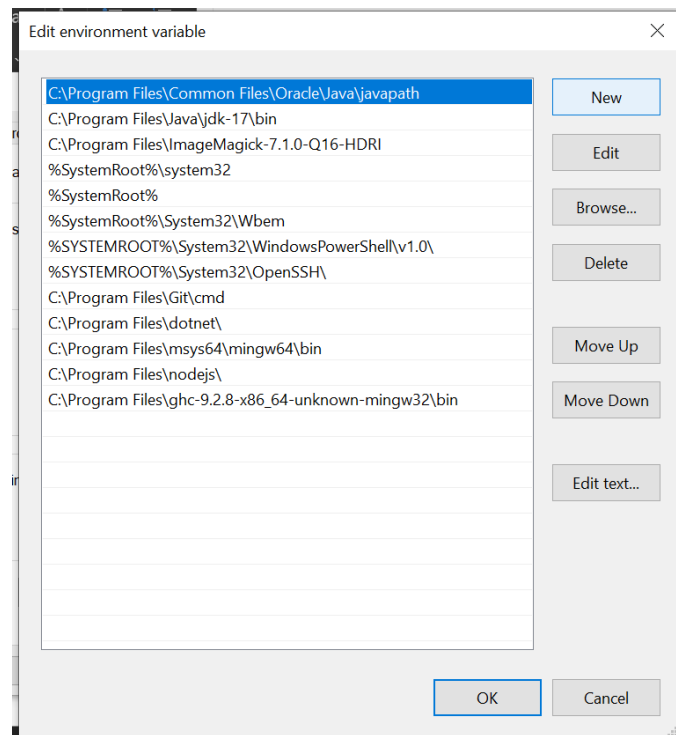 Edit environment variable
C:\Program Files\Common Files\Oracle\Java\javapath
C:\Program Files\Java\jdk-17\bin
C:\Program Files\ImageMagick-7.1.0-Q16-HDRI
%SystemRoot%\system32
%SystemRoot%
%SystemRoot%\System32\Wbem
%SYSTEMROOT%\System32\WindowsPowerShell\v1.0\
%SYSTEMROOT%\System32\OpenSSH\
C:\Program Files\Git\cmd
C:\Program Files\dotnet\
C:\Program Files\msys64\mingw64\bin
C:\Program Files\nodejs\
C:\Program Files\ghc-9.2.8-x86_64-unknown-mingw32\bin
New
Edit
Browse...
Delete
Move Up
Move Down
Edit text...
OK
Cancel